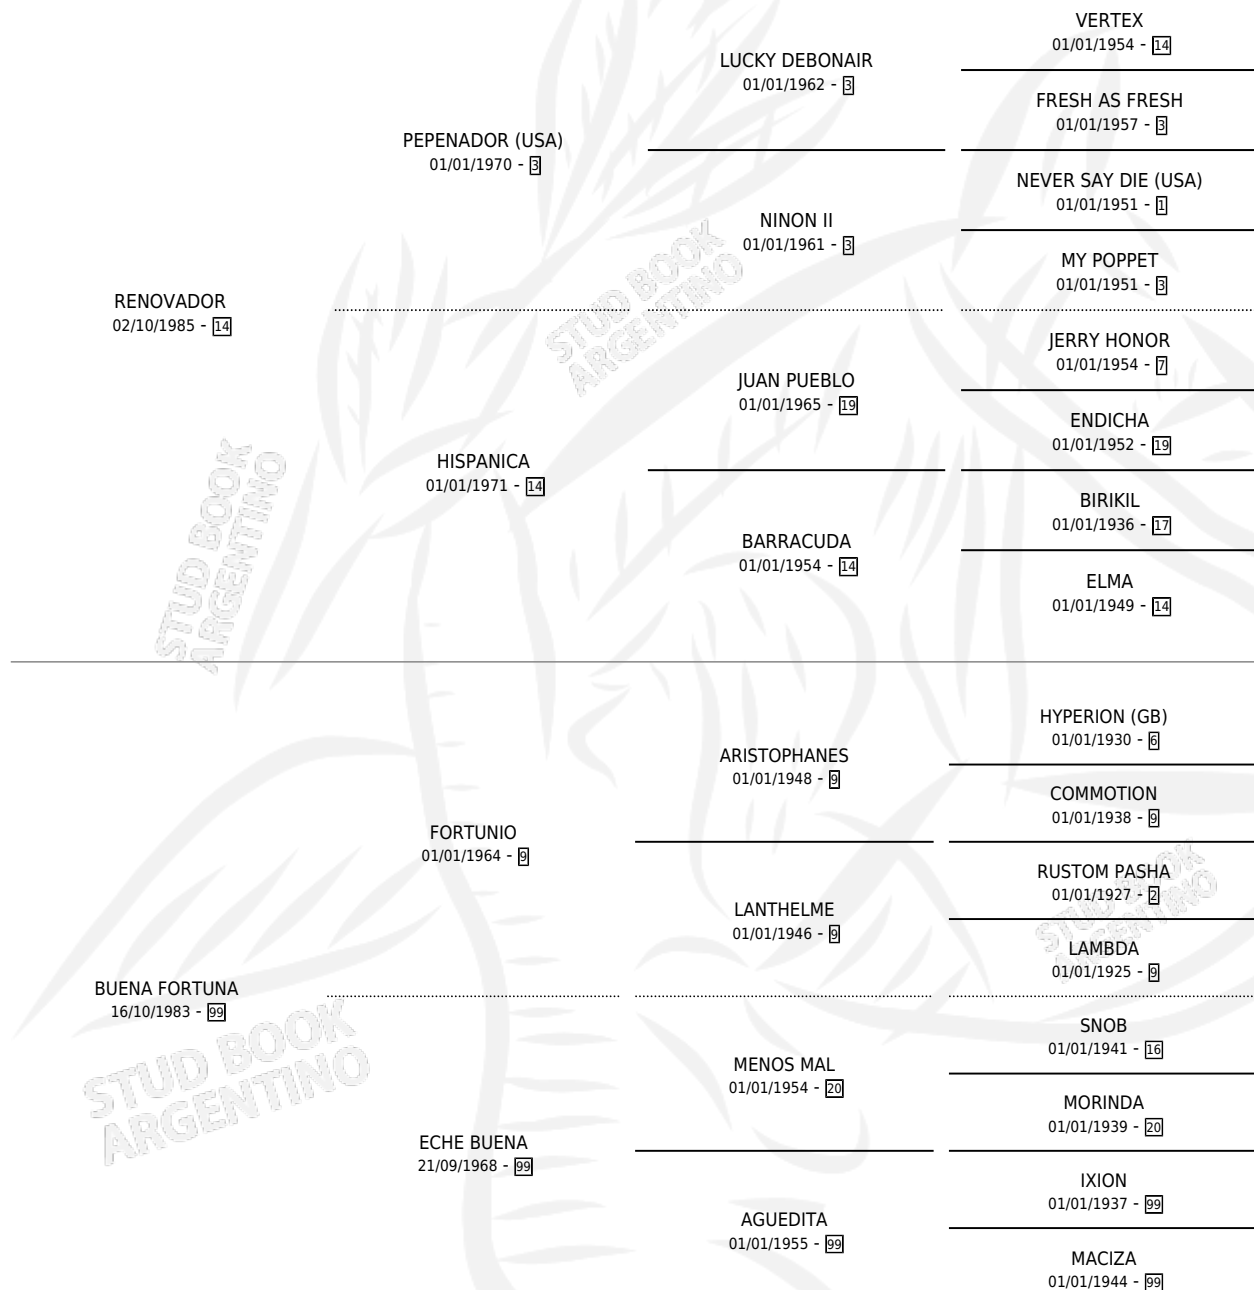 VERTEX
01/01/1954 - 14
LUCKY DEBONAIR
01/01/1962 - 3
FRESH AS FRESH
01/01/1957 - 3
PEPENADOR (USA)
01/01/1970 - 3
NEVER SAY DIE (USA)
01/01/1951 - 1
NINON II
01/01/1961 - 3
MY POPPET
01/01/1951 - 3
RENOVADOR
02/10/1985 - 14
JERRY HONOR
01/01/1954 - 7
JUAN PUEBLO
01/01/1965 - 19
ENDICHA
01/01/1952 - 19
HISPANICA
01/01/1971 - 14
BIRIKIL
01/01/1936 - 17
BARRACUDA
01/01/1954 - 14
ELMA
01/01/1949 - 14
HYPERION (GB)
01/01/1930 - 6
ARISTOPHANES
01/01/1948 - 9
COMMOTION
01/01/1938 - 9
FORTUNIO
01/01/1964 - 9
RUSTOM PASHA
01/01/1927 - 2
LANTHELME
01/01/1946 - 9
LAMBDA
01/01/1925 - 9
BUENA FORTUNA
16/10/1983 - 99
SNOB
01/01/1941 - 16
MENOS MAL
01/01/1954 - 20
MORINDA
01/01/1939 - 20
ECHE BUENA
21/09/1968 - 99
IXION
01/01/1937 - 99
AGUEDITA
01/01/1955 - 99
MACIZA
01/01/1944 - 99
STUD BOOK
ARGENTINO
STUD BOOK
ARGENTINO
STUD BOOK
ARGENTINO
STUD BOOK
ARGENTINO